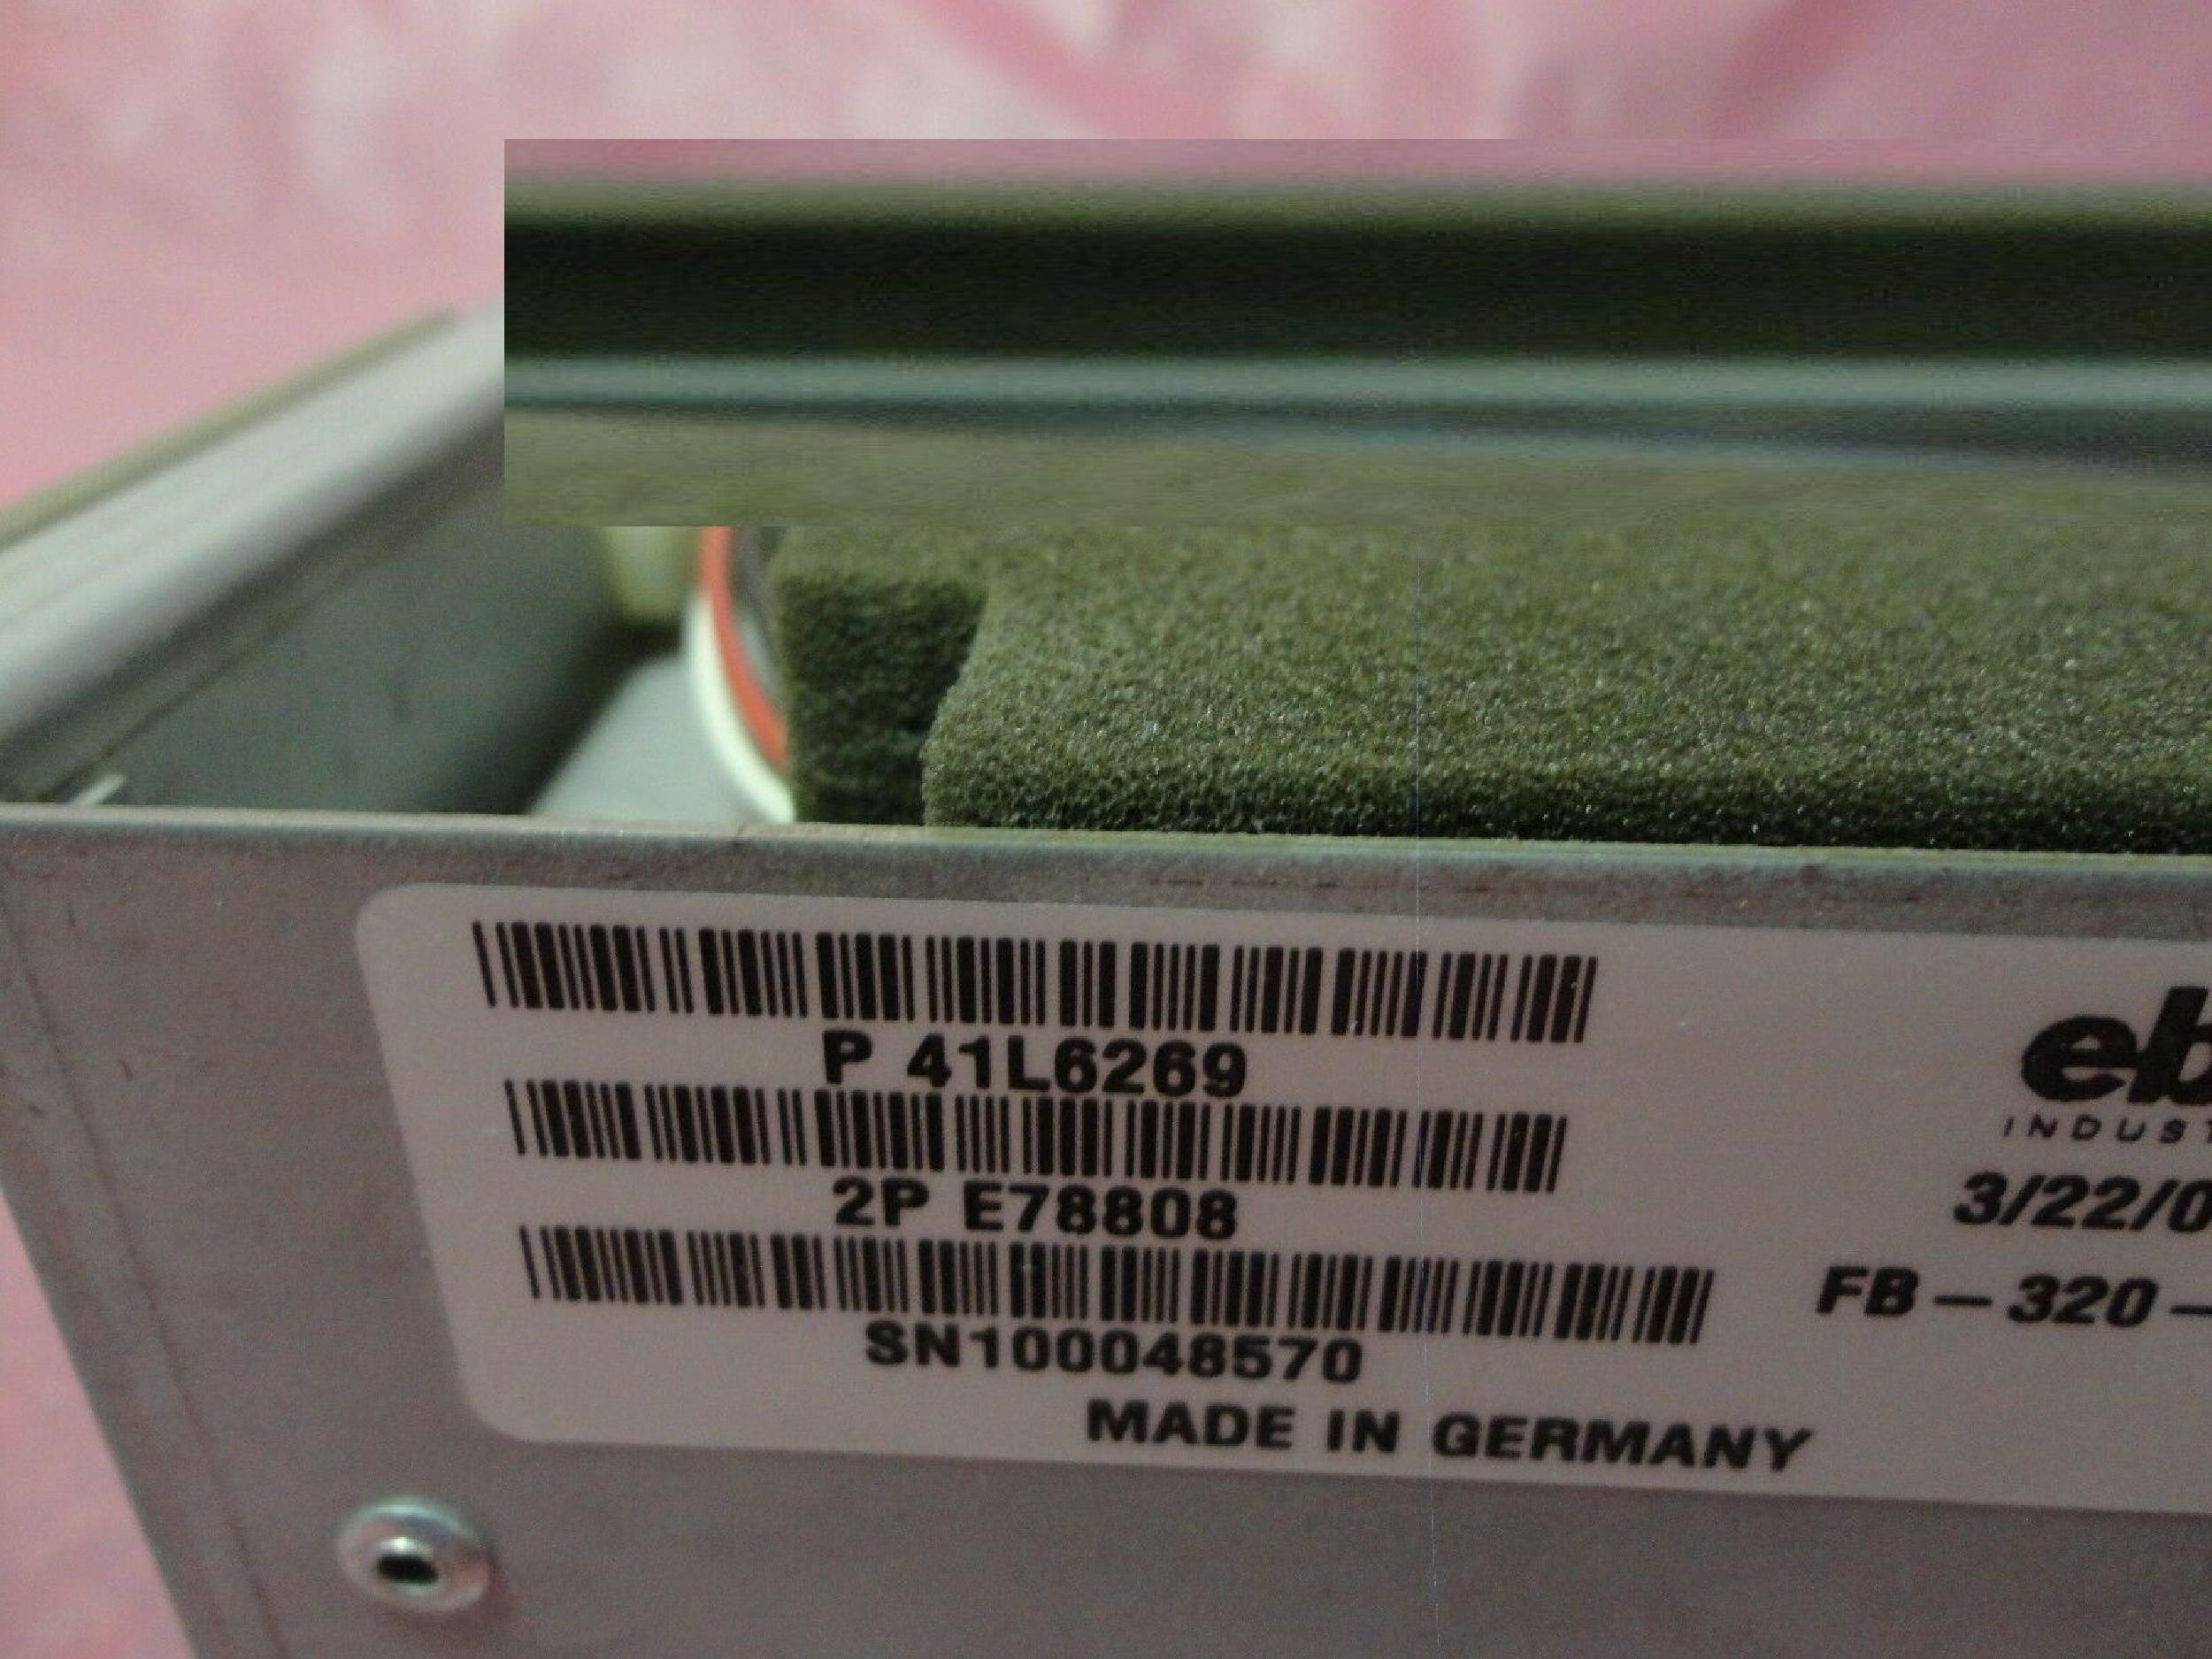 P 41L6269
2P E78808
SN100048570
MADE IN GERMANY
eb
INDUST
3/22/0
FB-320-